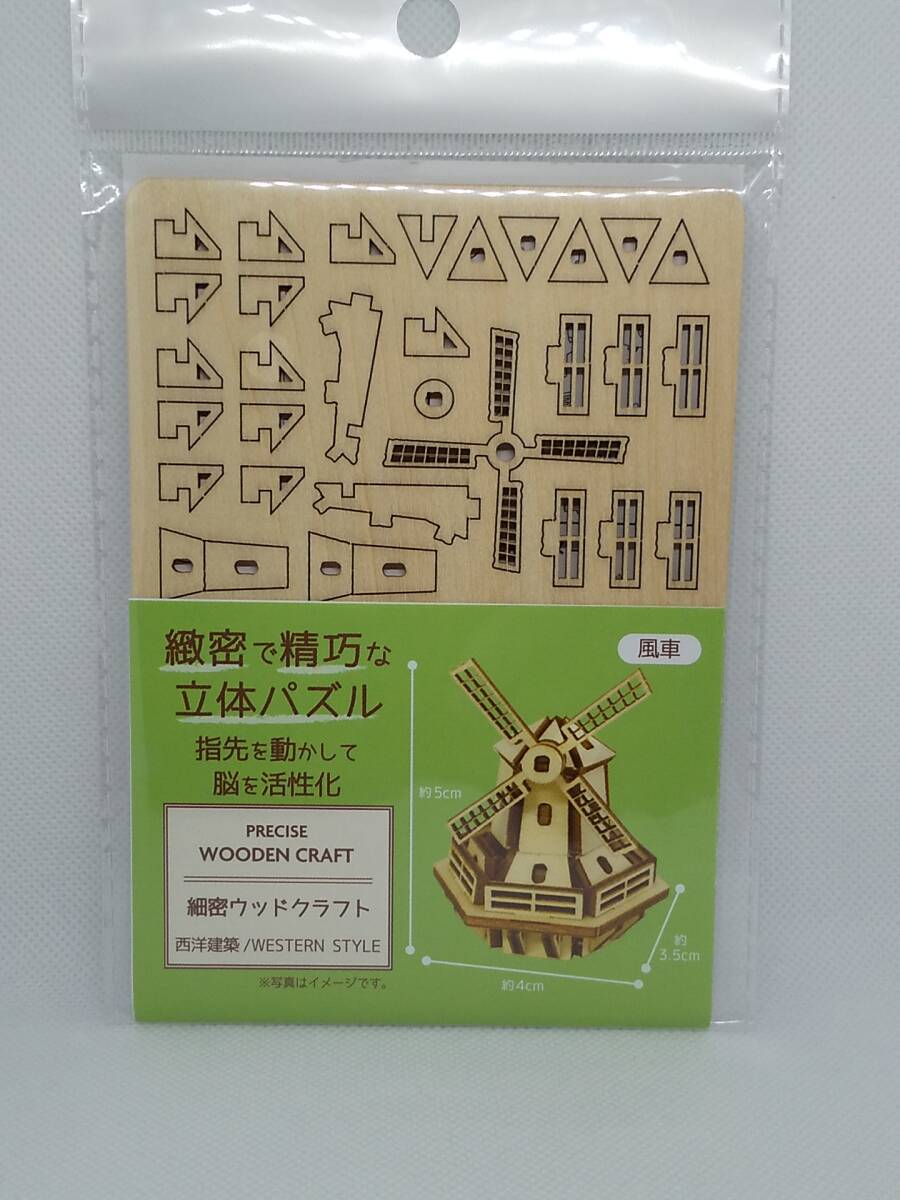 緻密で精巧な
立体パズル
指先を動かして
脳を活性化
PRECISE
WOODEN CRAFT
細密ウッドクラフト
西洋建築/WESTERN STYLE
※写真はイメージです。
風車
約5cm
約4cm
約
3.5cm